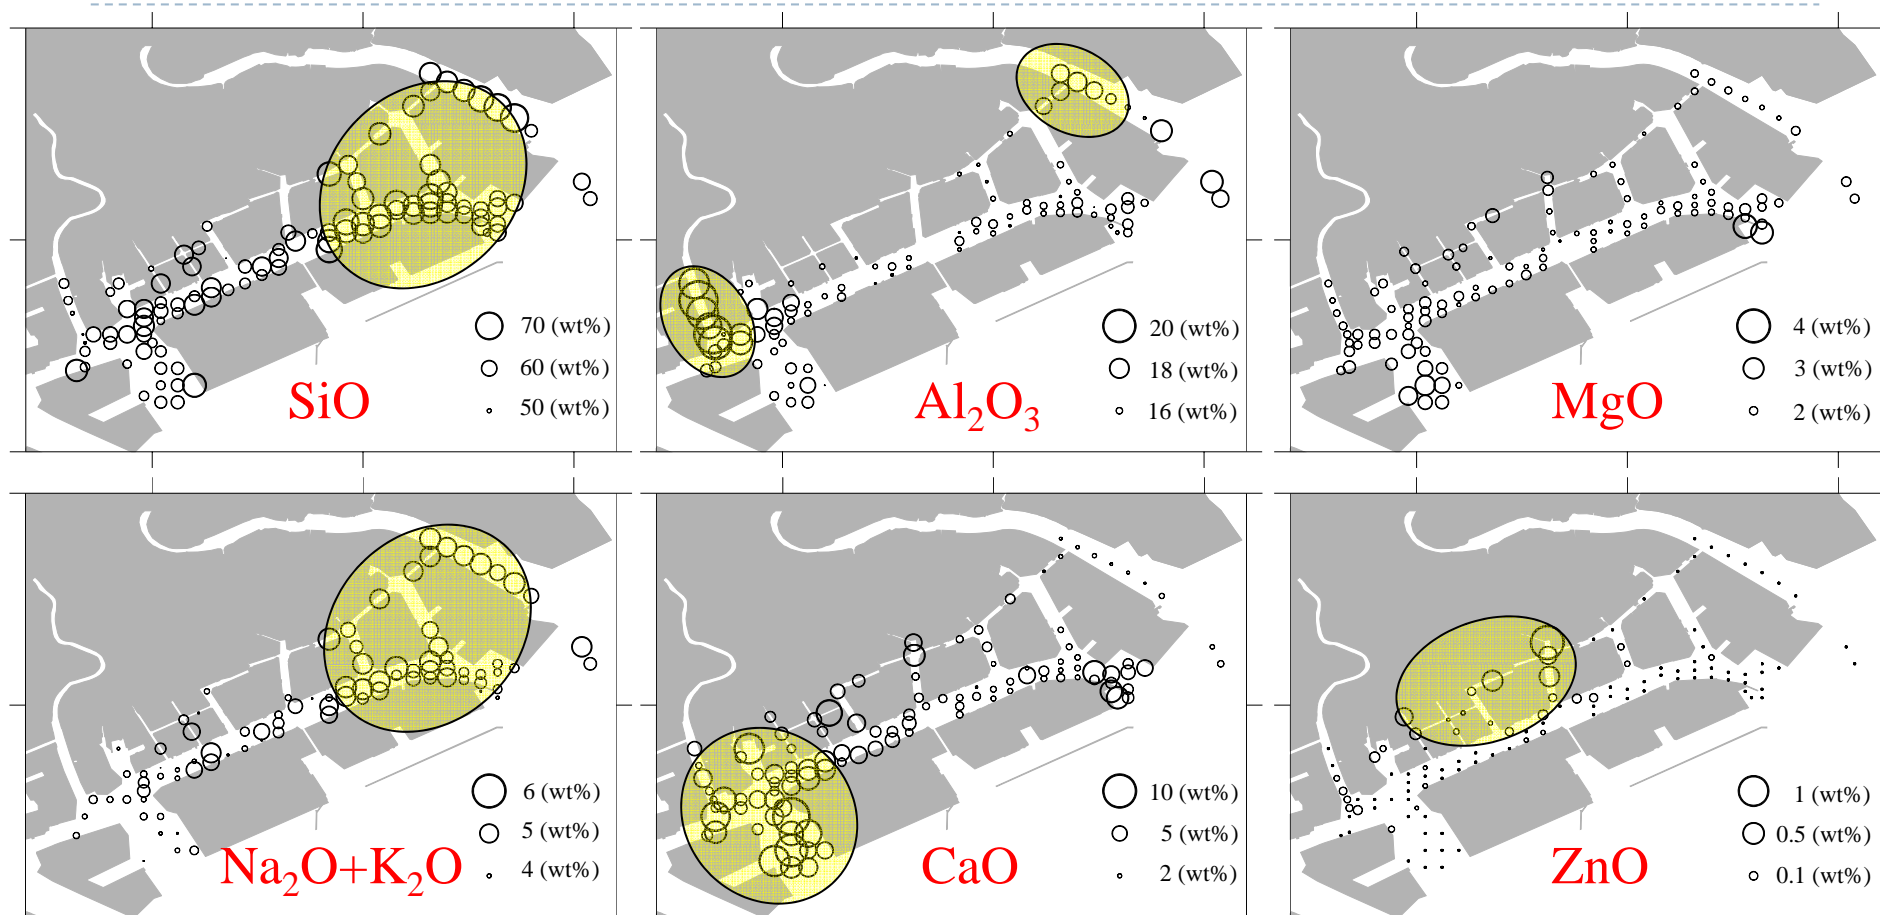 70 (wt%)
60 (wt%)
50 (wt%)
SiO
20 (wt%)
18 (wt%)
16 (wt%)
Al₂O₃
4 (wt%)
3 (wt%)
2 (wt%)
MgO
6 (wt%)
5 (wt%)
4 (wt%)
Na₂O+K₂O
10 (wt%)
5 (wt%)
2 (wt%)
CaO
1 (wt%)
0.5 (wt%)
0.1 (wt%)
ZnO